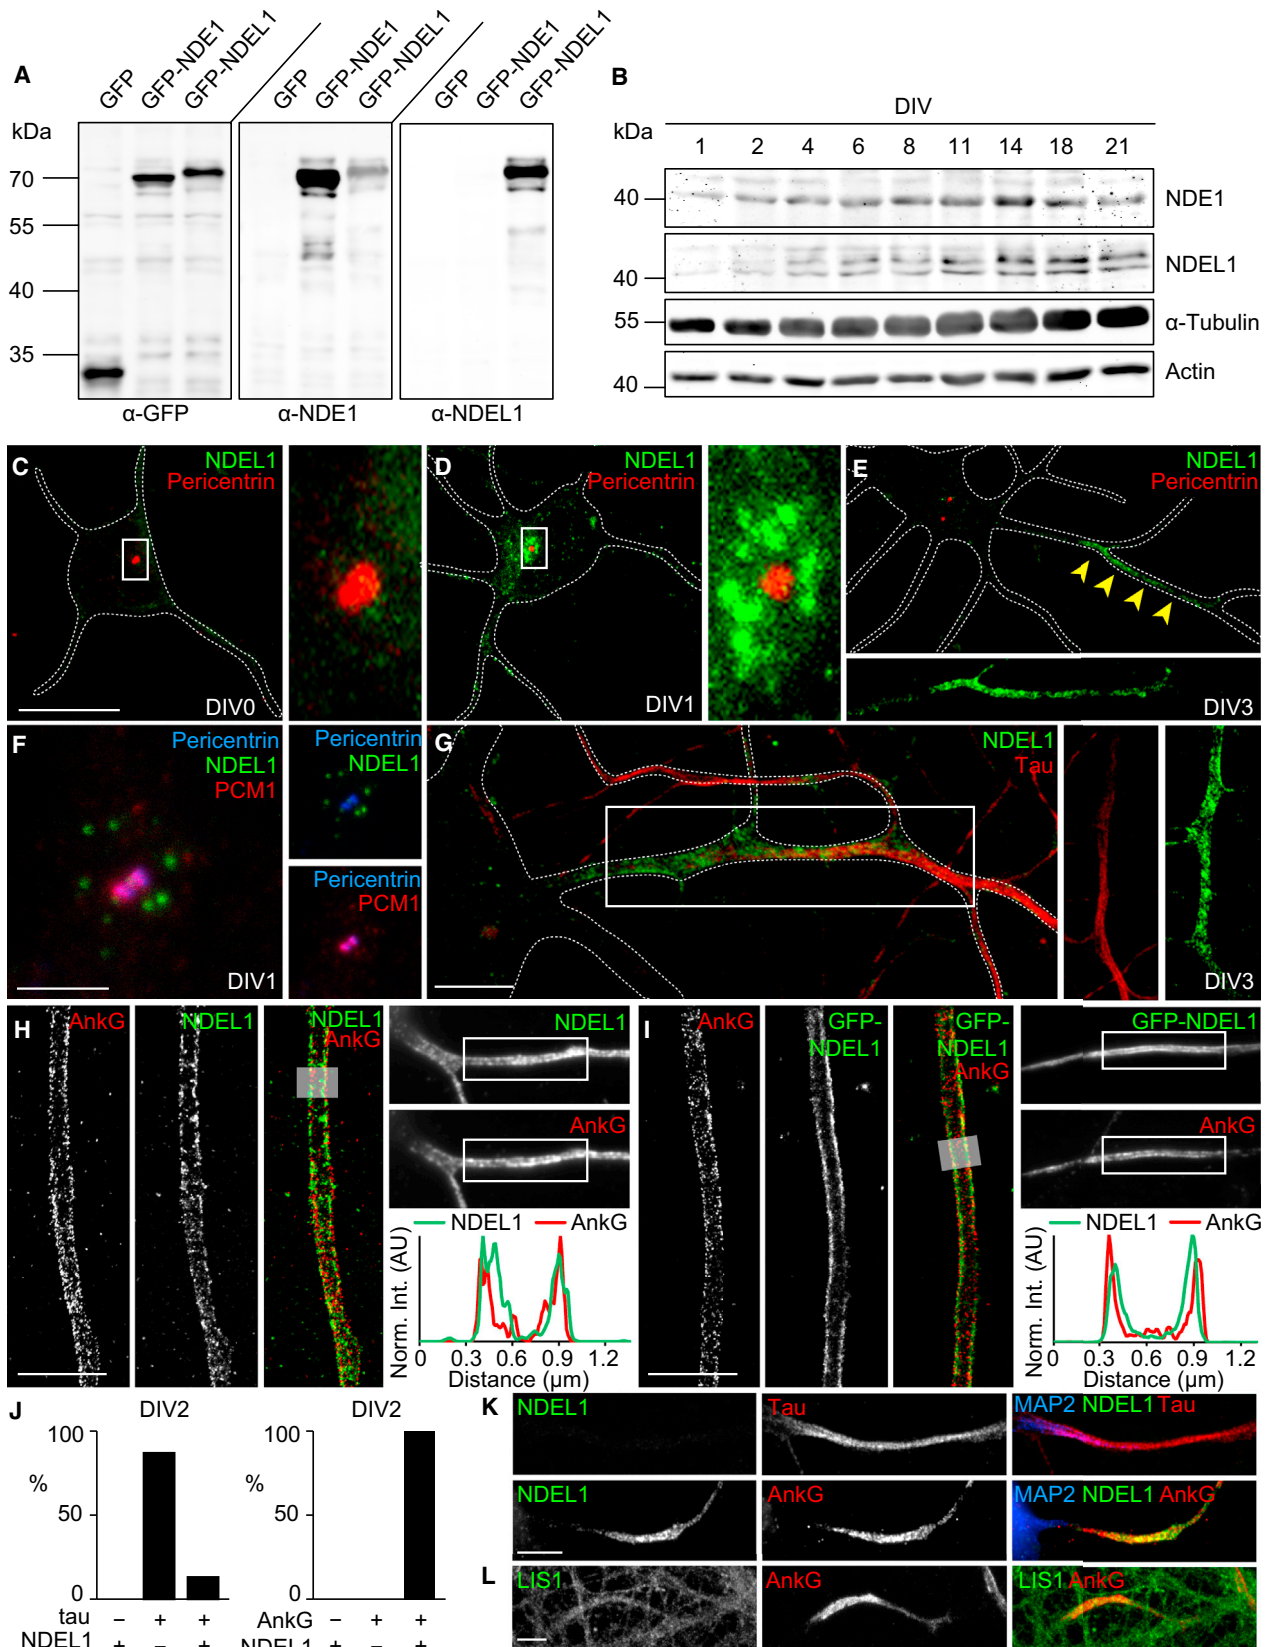 A
GFP
GFP-NDE1
GFP-NDEL1
GFP
GFP-NDE1
GFP-NDEL1
GFP
GFP-NDE1
GFP-NDEL1
kDa
70
55
40
35
α-GFP
α-NDE1
α-NDEL1
B
DIV
kDa
1 2 4 6 8 11 14 18 21
40
NDE1
40
NDEL1
55
α-Tubulin
40
Actin
C
NDEL1
Pericentrin
DIV0
D
NDEL1
Pericentrin
DIV1
E
NDEL1
Pericentrin
DIV3
F
Pericentrin
NDEL1
PCM1
DIV1
Pericentrin
NDEL1
Pericentrin
PCM1
G
NDEL1
Tau
DIV3
H
AnkG
NDEL1
NDEL1
AnkG
NDEL1
AnkG
NDEL1 AnkG
Norm. Int. (AU)
0 0.3 0.6 0.9 1.2
Distance (µm)
I
AnkG
GFP-
NDEL1
GFP-
NDEL1
AnkG
GFP-NDEL1
AnkG
NDEL1 AnkG
Norm. Int. (AU)
0 0.3 0.6 0.9 1.2
Distance (µm)
J
DIV2
100
%
50
0
tau – + +
NDEL1 + – +
DIV2
100
%
50
0
AnkG – + +
NDEL1 + – +
K
NDEL1
Tau
MAP2 NDEL1 Tau
NDEL1
AnkG
MAP2 NDEL1 AnkG
L
LIS1
AnkG
LIS1 AnkG